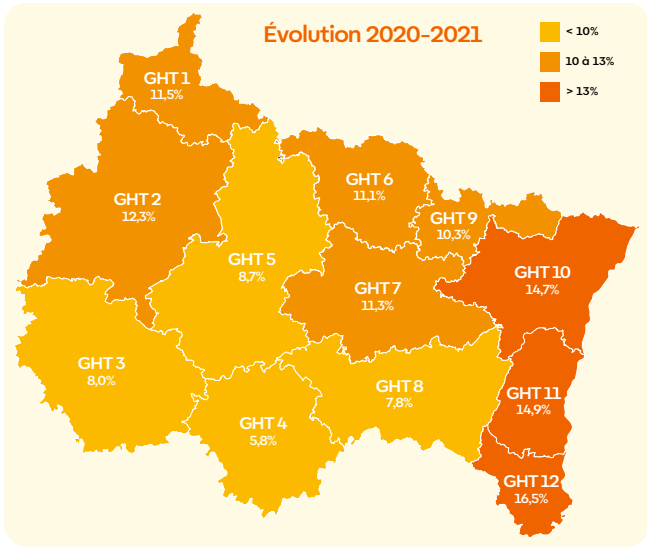 Évolution 2020-2021
< 10%
10 à 13%
> 13%
GHT 1
11,5%
GHT 2
12,3%
GHT 6
11,1%
GHT 9
10,3%
GHT 5
8,7%
GHT 7
11,3%
GHT 10
14,7%
GHT 3
8,0%
GHT 8
7,8%
GHT 11
14,9%
GHT 4
5,8%
GHT 12
16,5%